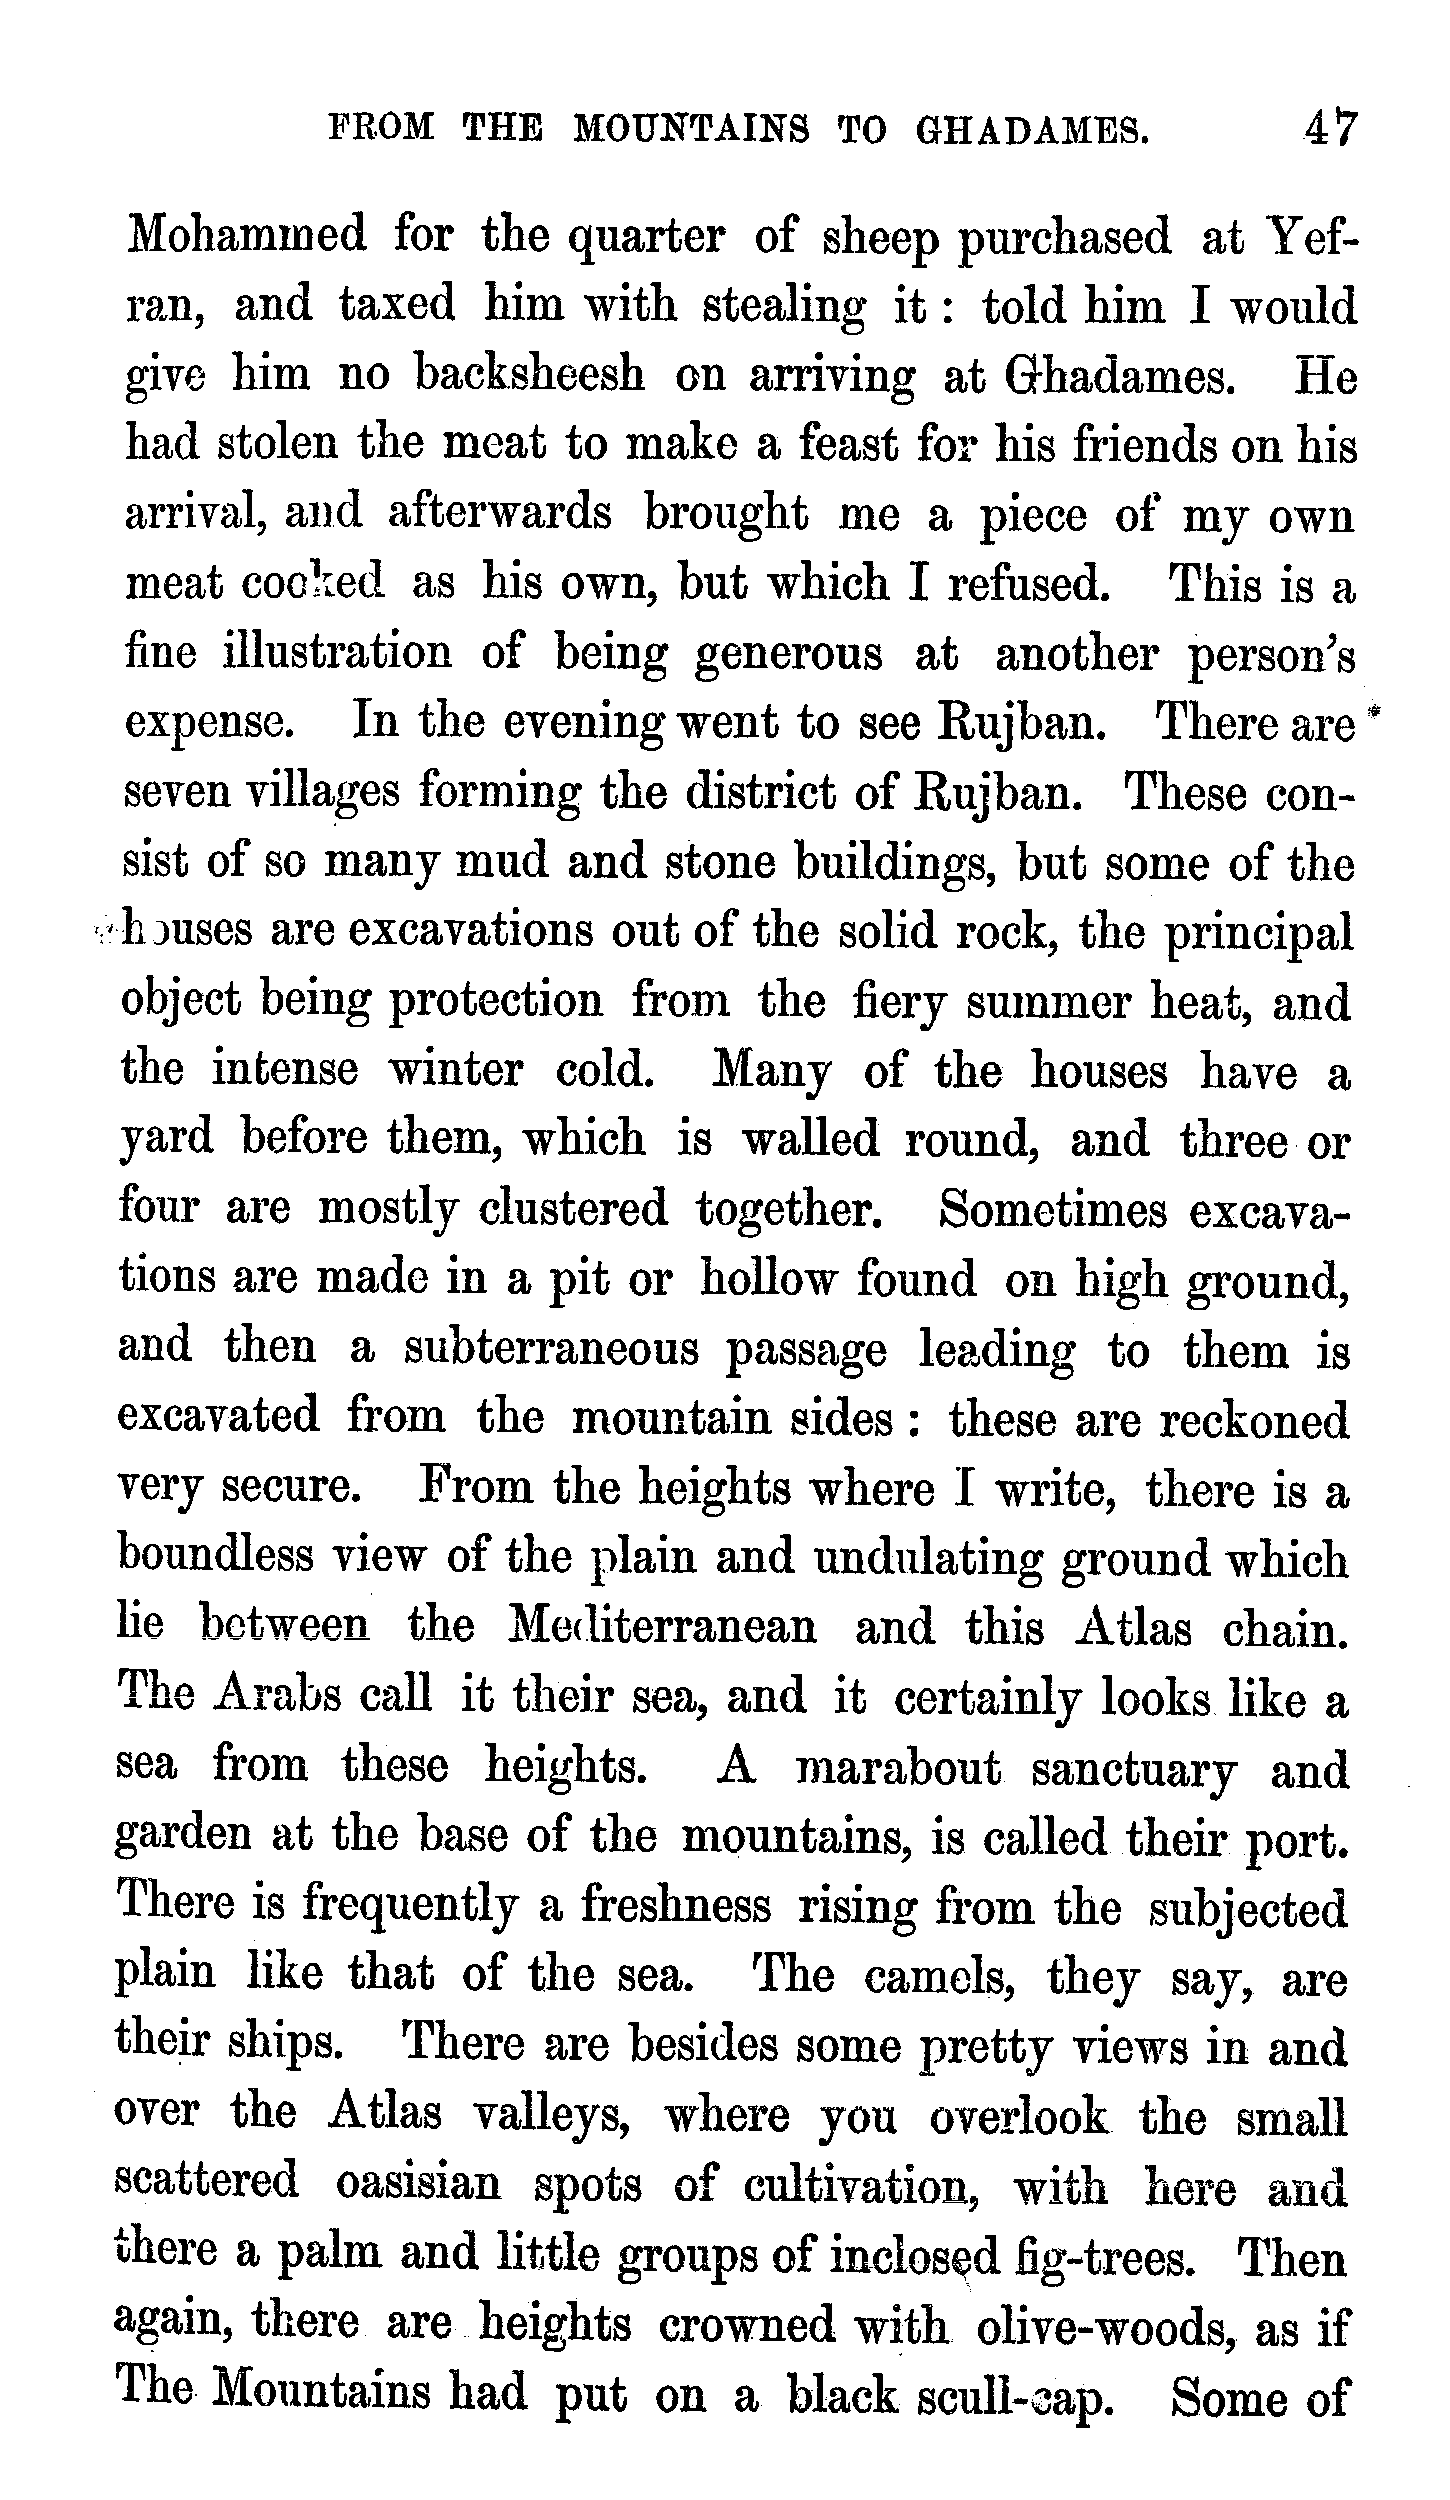 FROM THE MOUNTAINS TO GHADAMES. 47
Mohammed for the quarter of sheep purchased at Yef-
ran, and taxed him with stealing it : told him I would
give him no backsheesh on arriving at Ghadames. He
had stolen the meat to make a feast for his friends on his
arrival, and afterwards brought me a piece of my own
meat cooked as his own, but which I refused. This is a
fine illustration of being generous at another person's
expense. In the evening went to see Rujban. There are
seven villages forming the district of Rujban. These con-
sist of so many mud and stone buildings, but some of the
houses are excavations out of the solid rock, the principal
object being protection from the fiery summer heat, and
the intense winter cold. Many of the houses have a
yard before them, which is walled round, and three or
four are mostly clustered together. Sometimes excava-
tions are made in a pit or hollow found on high ground,
and then a subterraneous passage leading to them is
excavated from the mountain sides : these are reckoned
very secure. From the heights where I write, there is a
boundless view of the plain and undulating ground which
lie between the Mediterranean and this Atlas chain.
The Arabs call it their sea, and it certainly looks like a
sea from these heights. A marabout sanctuary and
garden at the base of the mountains, is called their port.
There is frequently a freshness rising from the subjected
plain like that of the sea. The camels, they say, are
their ships. There are besides some pretty views in and
over the Atlas valleys, where you overlook the small
scattered oasisian spots of cultivation, with here and
there a palm and little groups of inclosed fig-trees. Then
again, there are heights crowned with olive-woods, as if
The Mountains had put on a black scull-cap. Some of